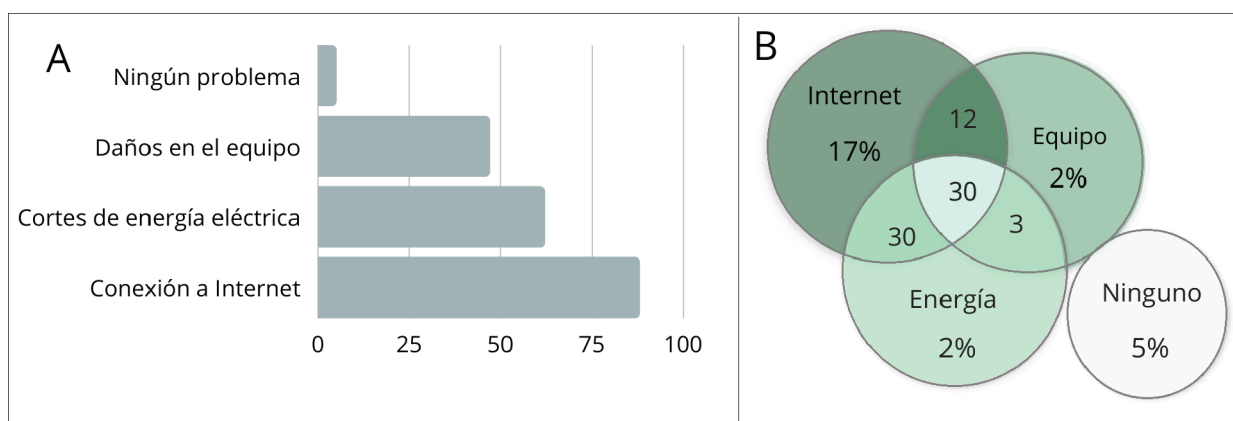 A
Ningún problema
Daños en el equipo
Cortes de energía eléctrica
Conexión a Internet
0 25 50 75 100
B
Internet
17%
12
Equipo
2%
30
30
3
Energía
2%
Ninguno
5%